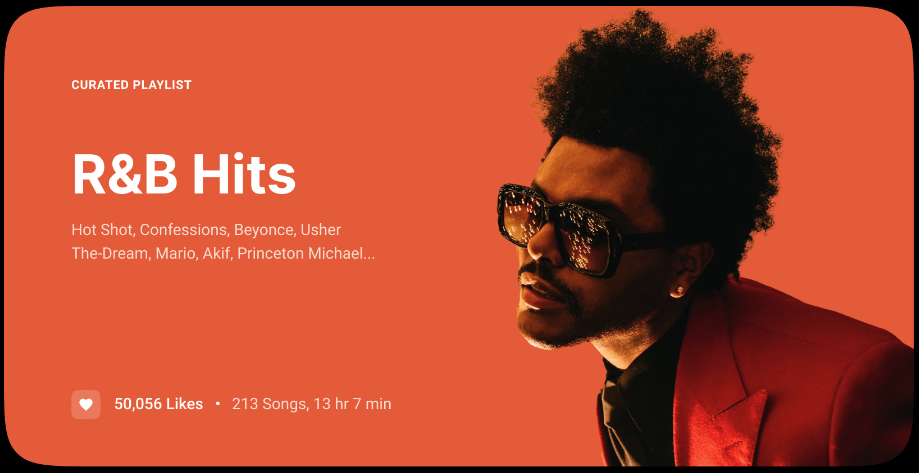 CURATED PLAYLIST
R&B Hits
Hot Shot, Confessions, Beyonce, Usher
The-Dream, Mario, Akif, Princeton Michael...
50,056 Likes • 213 Songs, 13 hr 7 min